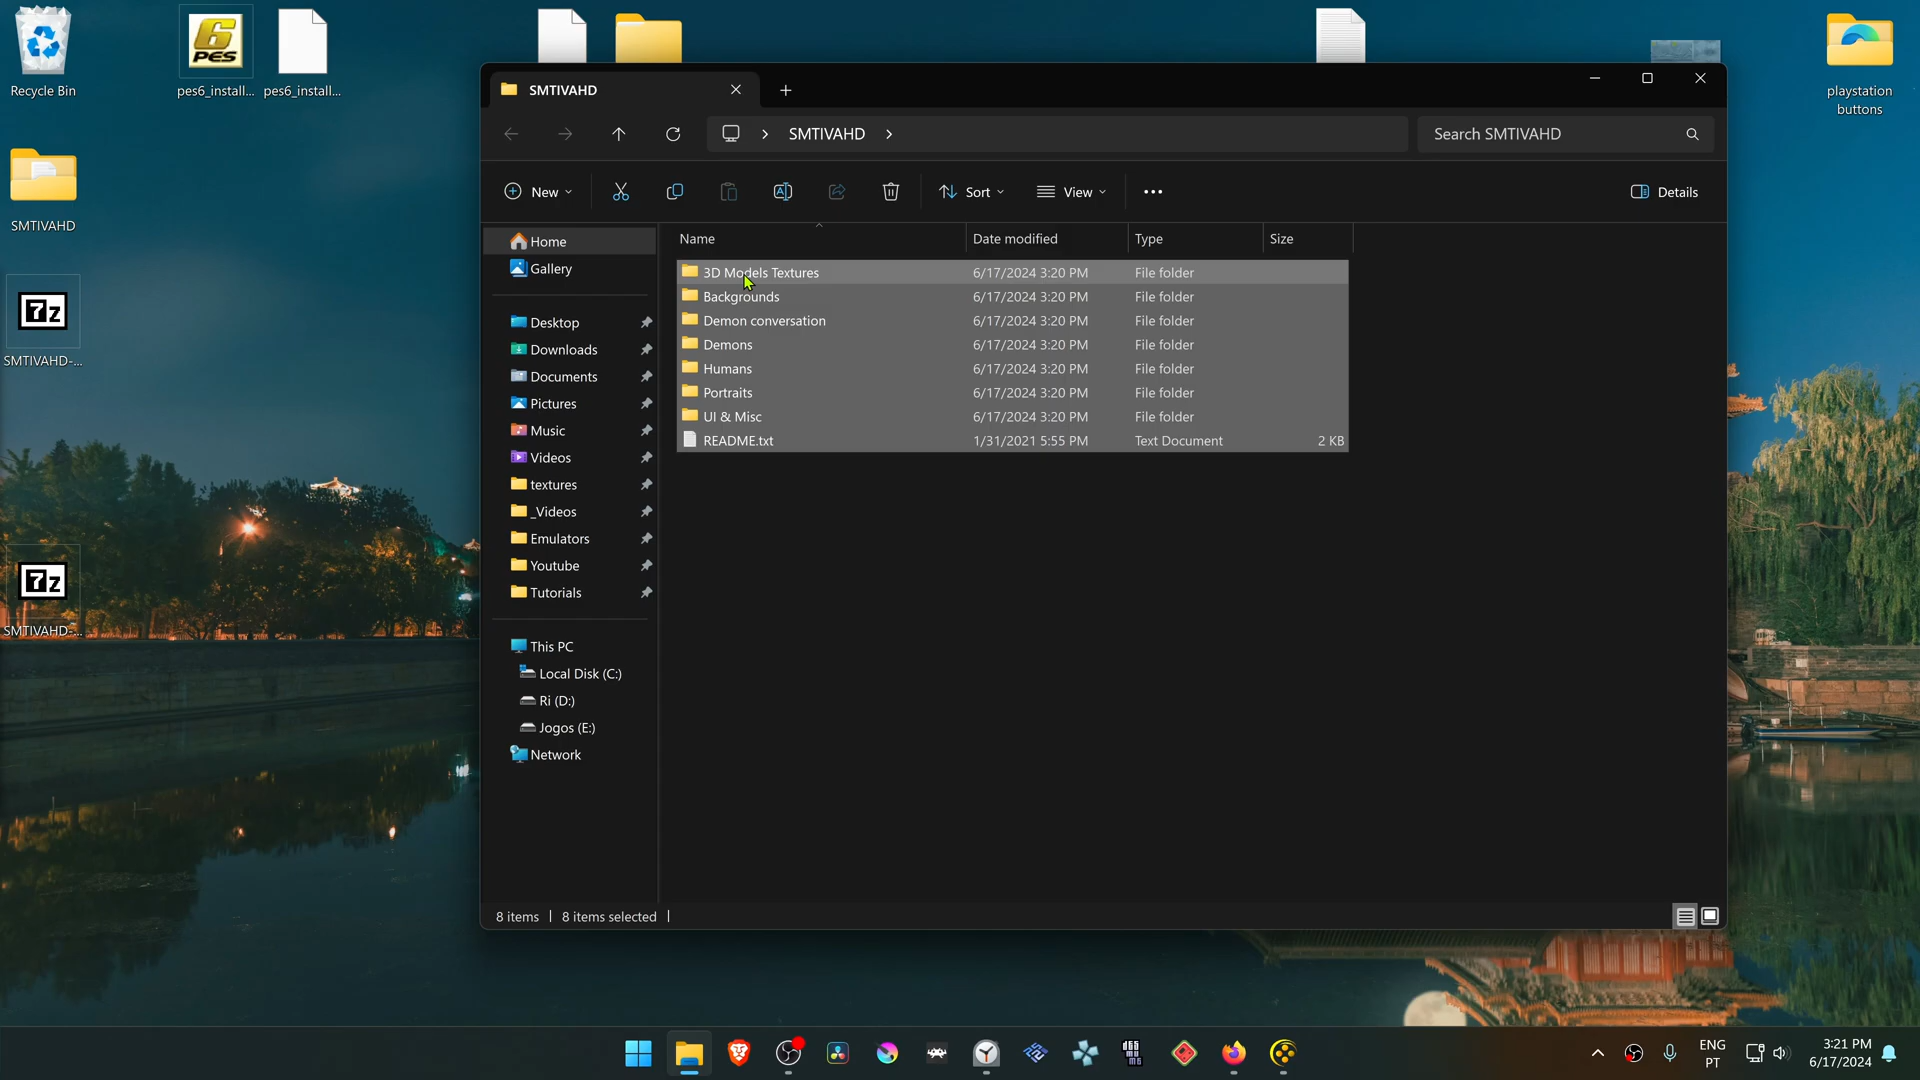 Recycle Bin
pes6_install...
pes6_install...
playstation
buttons
SMTIVAHD
SMTIVAHD-...
SMTIVAHD-...
6
PES
7z
7z
SMTIVAHD
SMTIVAHD
Search SMTIVAHD
New
Sort
View
Details
Home
Gallery
Desktop
Downloads
Documents
Pictures
Music
Videos
textures
_Videos
Emulators
Youtube
Tutorials
This PC
Local Disk (C:)
Ri (D:)
Jogos (E:)
Network
Name Date modified Type Size
3D Models Textures 6/17/2024 3:20 PM File folder
Backgrounds 6/17/2024 3:20 PM File folder
Demon conversation 6/17/2024 3:20 PM File folder
Demons 6/17/2024 3:20 PM File folder
Humans 6/17/2024 3:20 PM File folder
Portraits 6/17/2024 3:20 PM File folder
UI & Misc 6/17/2024 3:20 PM File folder
README.txt 1/31/2021 5:55 PM Text Document 2 KB
8 items 8 items selected
ENG
PT
3:21 PM
6/17/2024